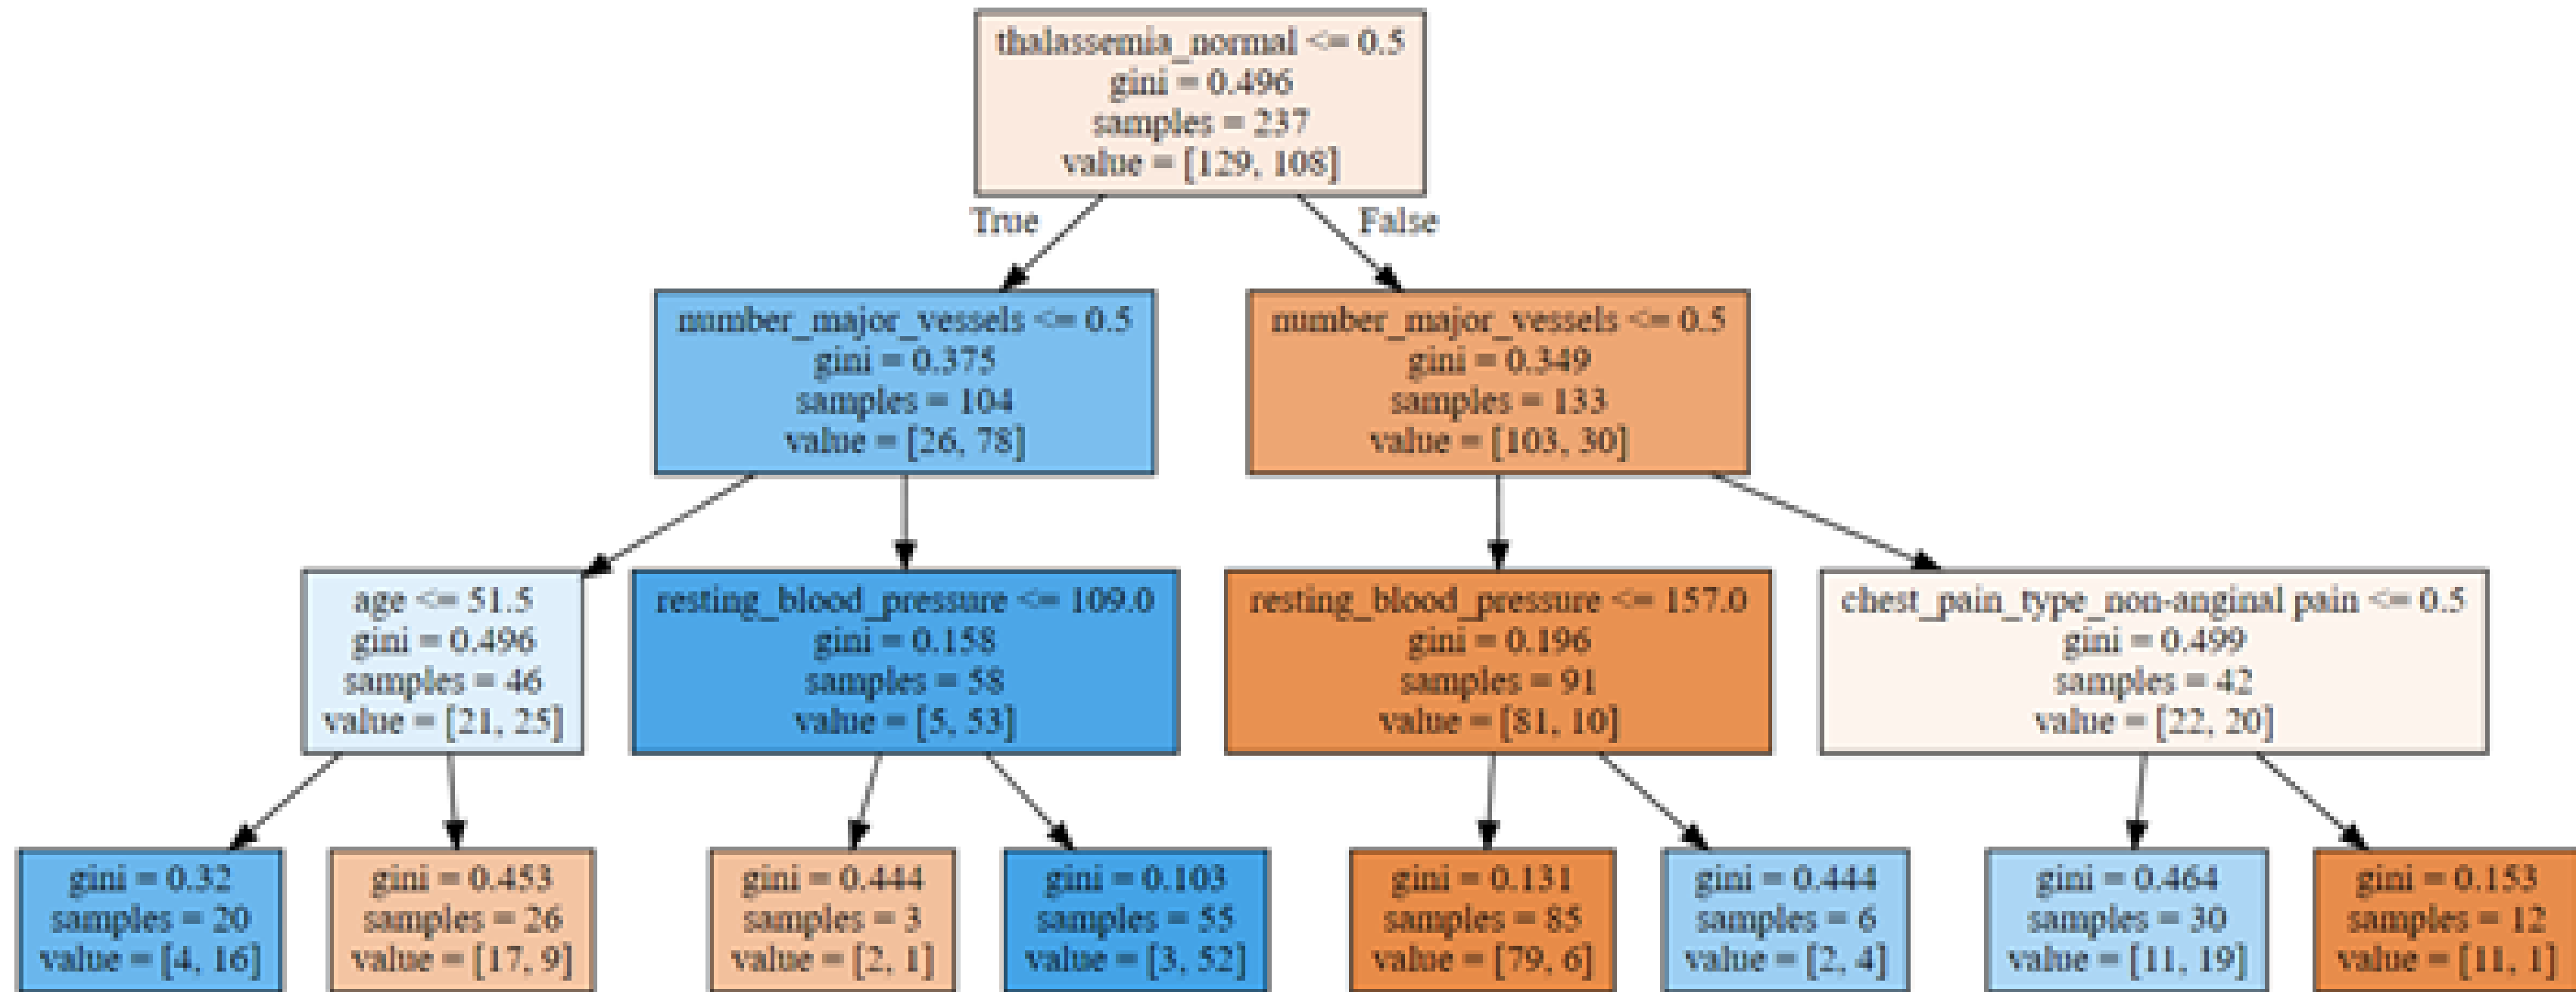 thalassemia_normal <= 0.5
gini = 0.496
samples = 237
value = [129, 108]
True
False
number_major_vessels <= 0.5
gini = 0.375
samples = 104
value = [26, 78]
number_major_vessels <= 0.5
gini = 0.349
samples = 133
value = [103, 30]
age <= 51.5
gini = 0.496
samples = 46
value = [21, 25]
resting_blood_pressure <= 109.0
gini = 0.158
samples = 58
value = [5, 53]
resting_blood_pressure <= 157.0
gini = 0.196
samples = 91
value = [81, 10]
chest_pain_type_non-anginal pain <= 0.5
gini = 0.499
samples = 42
value = [22, 20]
gini = 0.32
samples = 20
value = [4, 16]
gini = 0.453
samples = 26
value = [17, 9]
gini = 0.444
samples = 3
value = [2, 1]
gini = 0.103
samples = 55
value = [3, 52]
gini = 0.131
samples = 85
value = [79, 6]
gini = 0.444
samples = 6
value = [2, 4]
gini = 0.464
samples = 30
value = [11, 19]
gini = 0.153
samples = 12
value = [11, 1]